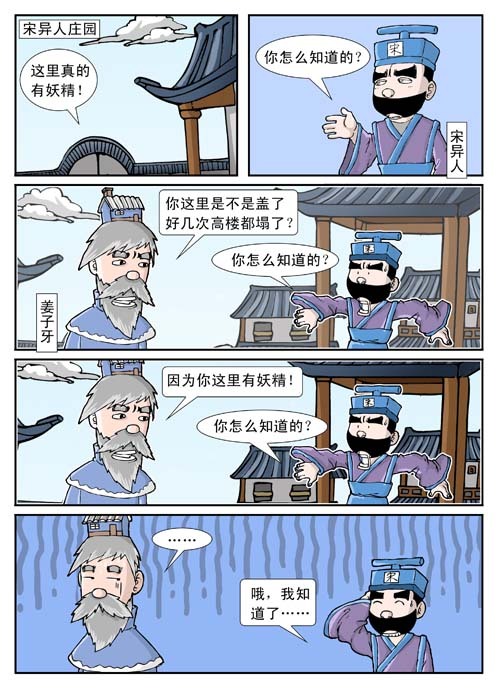 宋异人庄园
这里真的
有妖精！
你怎么知道的？
宋
宋异人
你这里是不是盖了
好几次高楼都塌了？
你怎么知道的？
宋
姜子牙
因为你这里有妖精！
你怎么知道的？
宋
……
哦，我知
道了……
宋